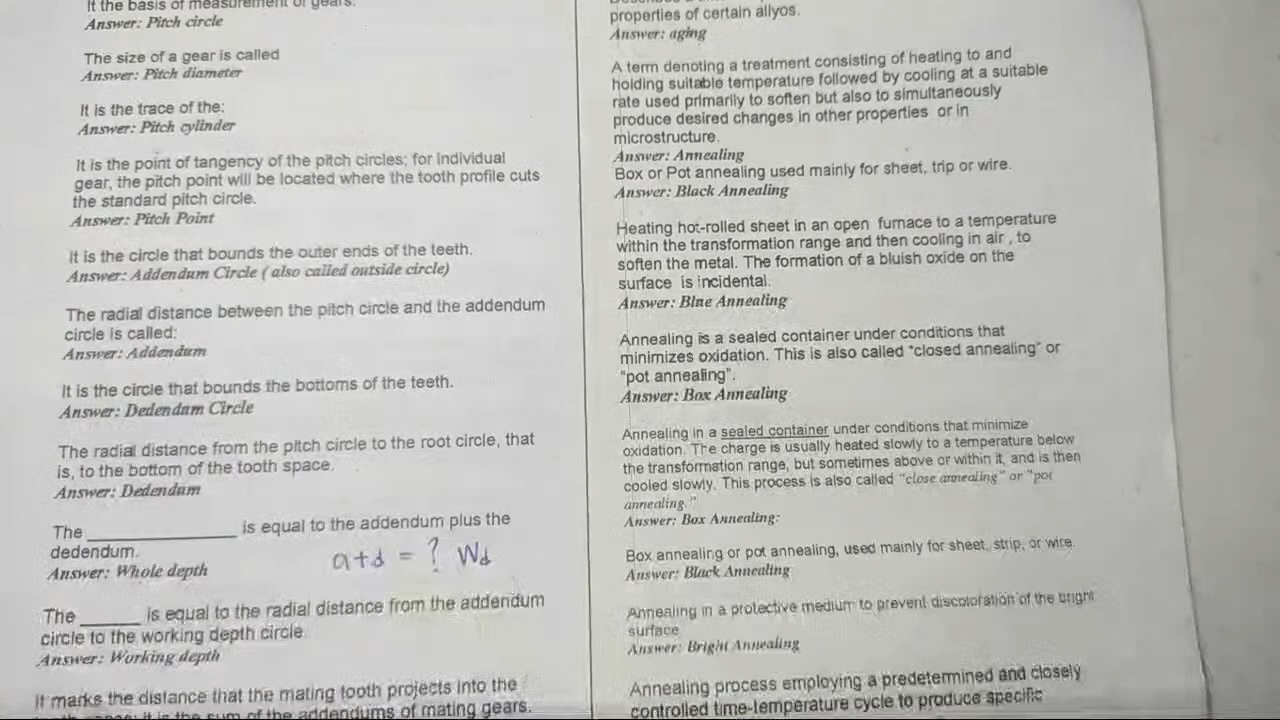 It the basis of measurement of gears.
Answer: Pitch circle
The size of a gear is called
Answer: Pitch diameter
It is the trace of the:
Answer: Pitch cylinder
It is the point of tangency of the pitch circles; for individual
gear, the pitch point will be located where the tooth profile cuts
the standard pitch circle.
Answer: Pitch Point
It is the circle that bounds the outer ends of the teeth.
Answer: Addendum Circle ( also called outside circle)
The radial distance between the pitch circle and the addendum
circle is called:
Answer: Addendum
It is the circle that bounds the bottoms of the teeth.
Answer: Dedendum Circle
The radial distance from the pitch circle to the root circle, that
is, to the bottom of the tooth space.
Answer: Dedendum
The ________________ is equal to the addendum plus the
dedendum.
a+d = ? Wd
Answer: Whole depth
The ______ is equal to the radial distance from the addendum
circle to the working depth circle.
Answer: Working depth
It marks the distance that the mating tooth projects into the
it is the sum of the addendums of mating gears.
properties of certain allyos.
Answer: aging
A term denoting a treatment consisting of heating to and
holding suitable temperature followed by cooling at a suitable
rate used primarily to soften but also to simultaneously
produce desired changes in other properties or in
microstructure.
Answer: Annealing
Box or Pot annealing used mainly for sheet, trip or wire.
Answer: Black Annealing
Heating hot-rolled sheet in an open furnace to a temperature
within the transformation range and then cooling in air , to
soften the metal. The formation of a bluish oxide on the
surface is incidental.
Answer: Blue Annealing
Annealing is a sealed container under conditions that
minimizes oxidation. This is also called "closed annealing" or
"pot annealing".
Answer: Box Annealing
Annealing in a sealed container under conditions that minimize
oxidation. The charge is usually heated slowly to a temperature below
the transformation range, but sometimes above or within it, and is then
cooled slowly. This process is also called "close annealing" or "pot
annealing."
Answer: Box Annealing:
Box annealing or pot annealing, used mainly for sheet, strip, or wire.
Answer: Black Annealing
Annealing in a protective medium to prevent discoloration of the bright
surface.
Answer: Bright Annealing
Annealing process employing a predetermined and closely
controlled time-temperature cycle to produce specific